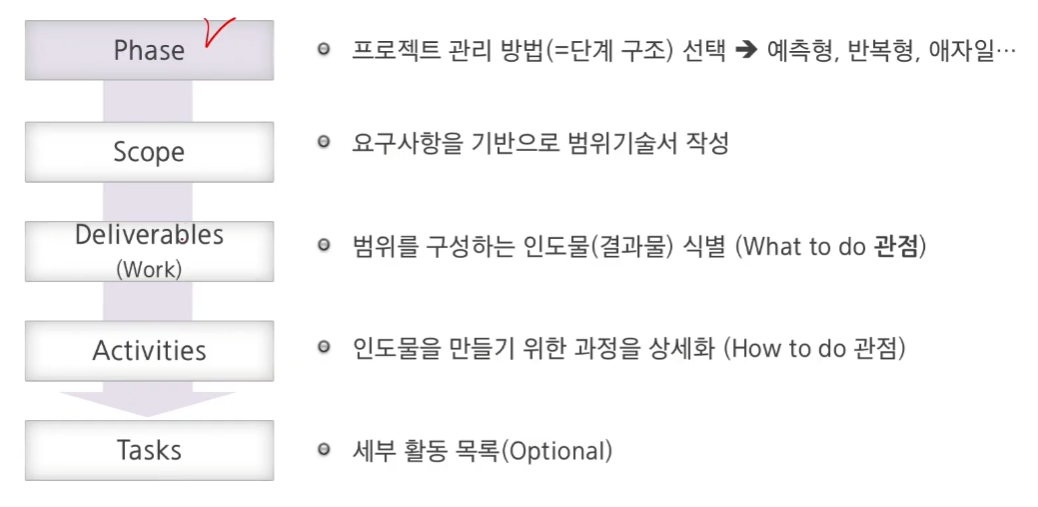 Phase
프로젝트 관리 방법(=단계 구조) 선택 ➔ 예측형, 반복형, 애자일…
Scope
요구사항을 기반으로 범위기술서 작성
Deliverables
(Work)
범위를 구성하는 인도물(결과물) 식별 (What to do 관점)
Activities
인도물을 만들기 위한 과정을 상세화 (How to do 관점)
Tasks
세부 활동 목록(Optional)